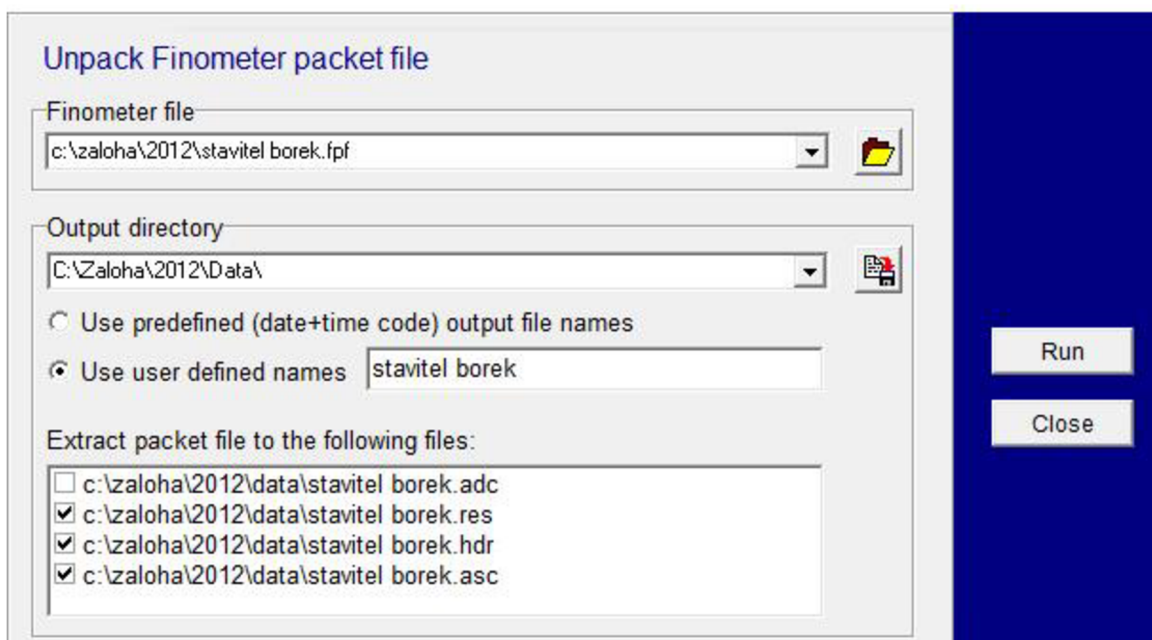 Unpack Finometer packet file
Finometer file
c:\zaloha\2012\stavitel borek.fpf
Output directory
C:\Zaloha\2012\Data\
Use predefined (date+time code) output file names
Use user defined names stavitel borek
Run
Close
Extract packet file to the following files:
c:\zaloha\2012\data\stavitel borek.adc
c:\zaloha\2012\data\stavitel borek.res
c:\zaloha\2012\data\stavitel borek.hdr
c:\zaloha\2012\data\stavitel borek.asc